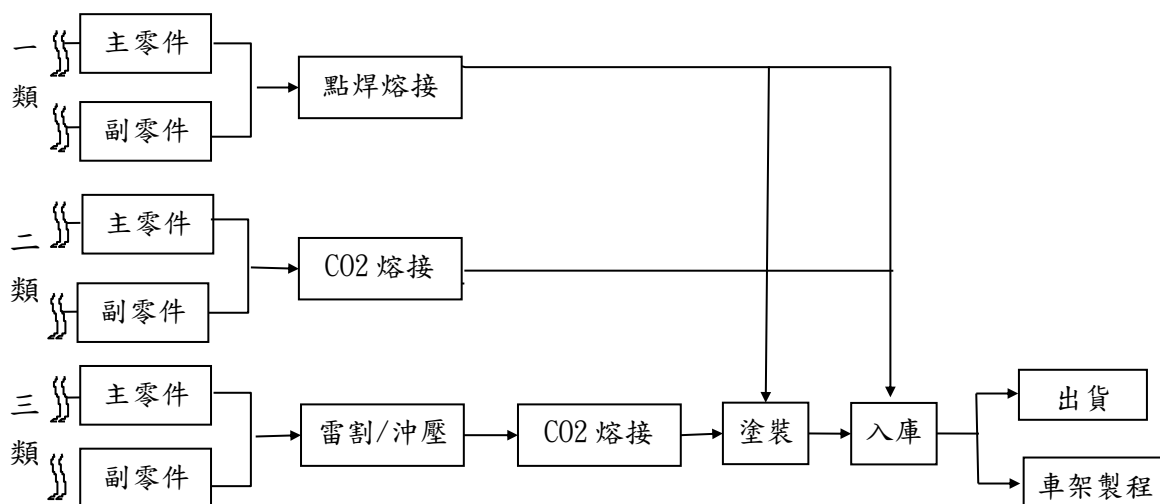 一類
主零件
副零件
點焊熔接
二類
主零件
副零件
CO2 熔接
三類
主零件
副零件
雷割/沖壓
CO2 熔接
塗裝
入庫
出貨
車架製程